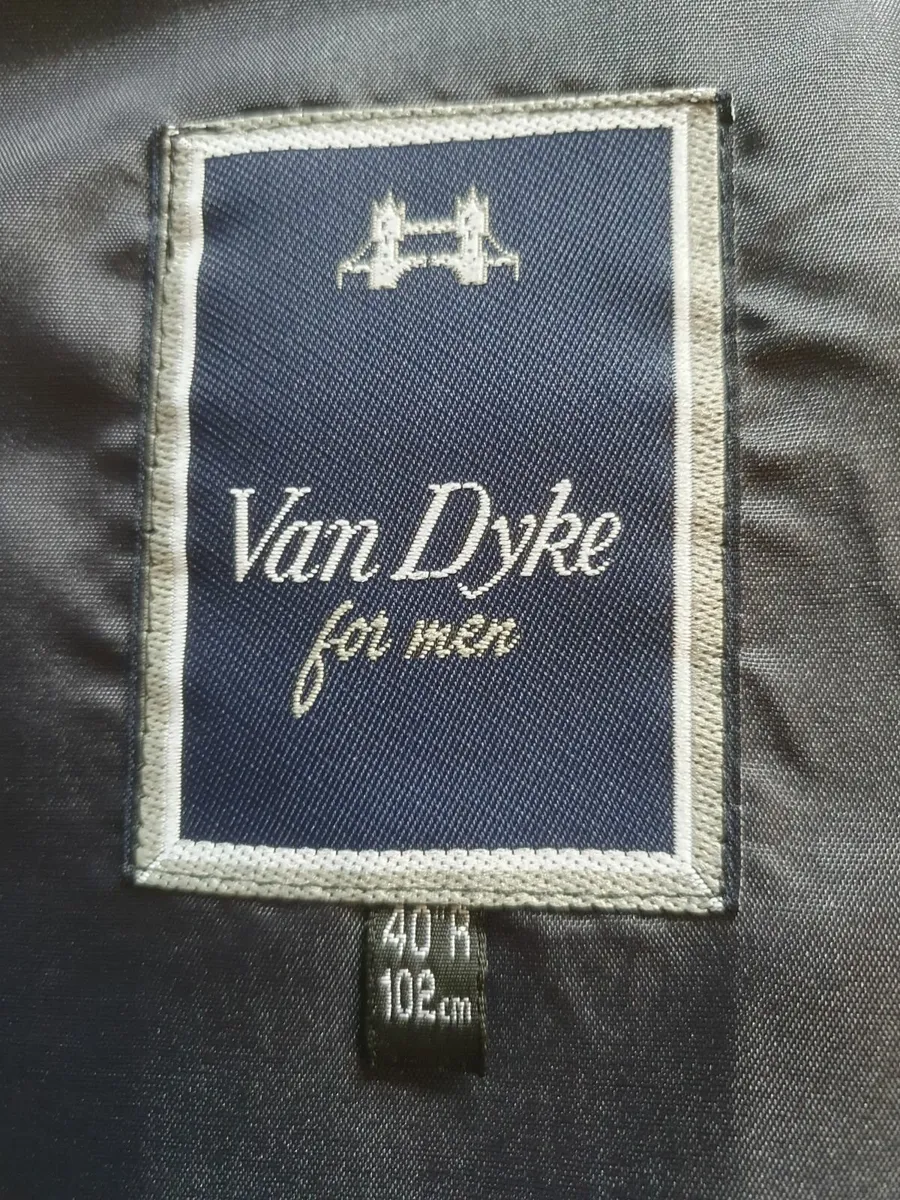 Van Dyke
for men
40" R
102cm